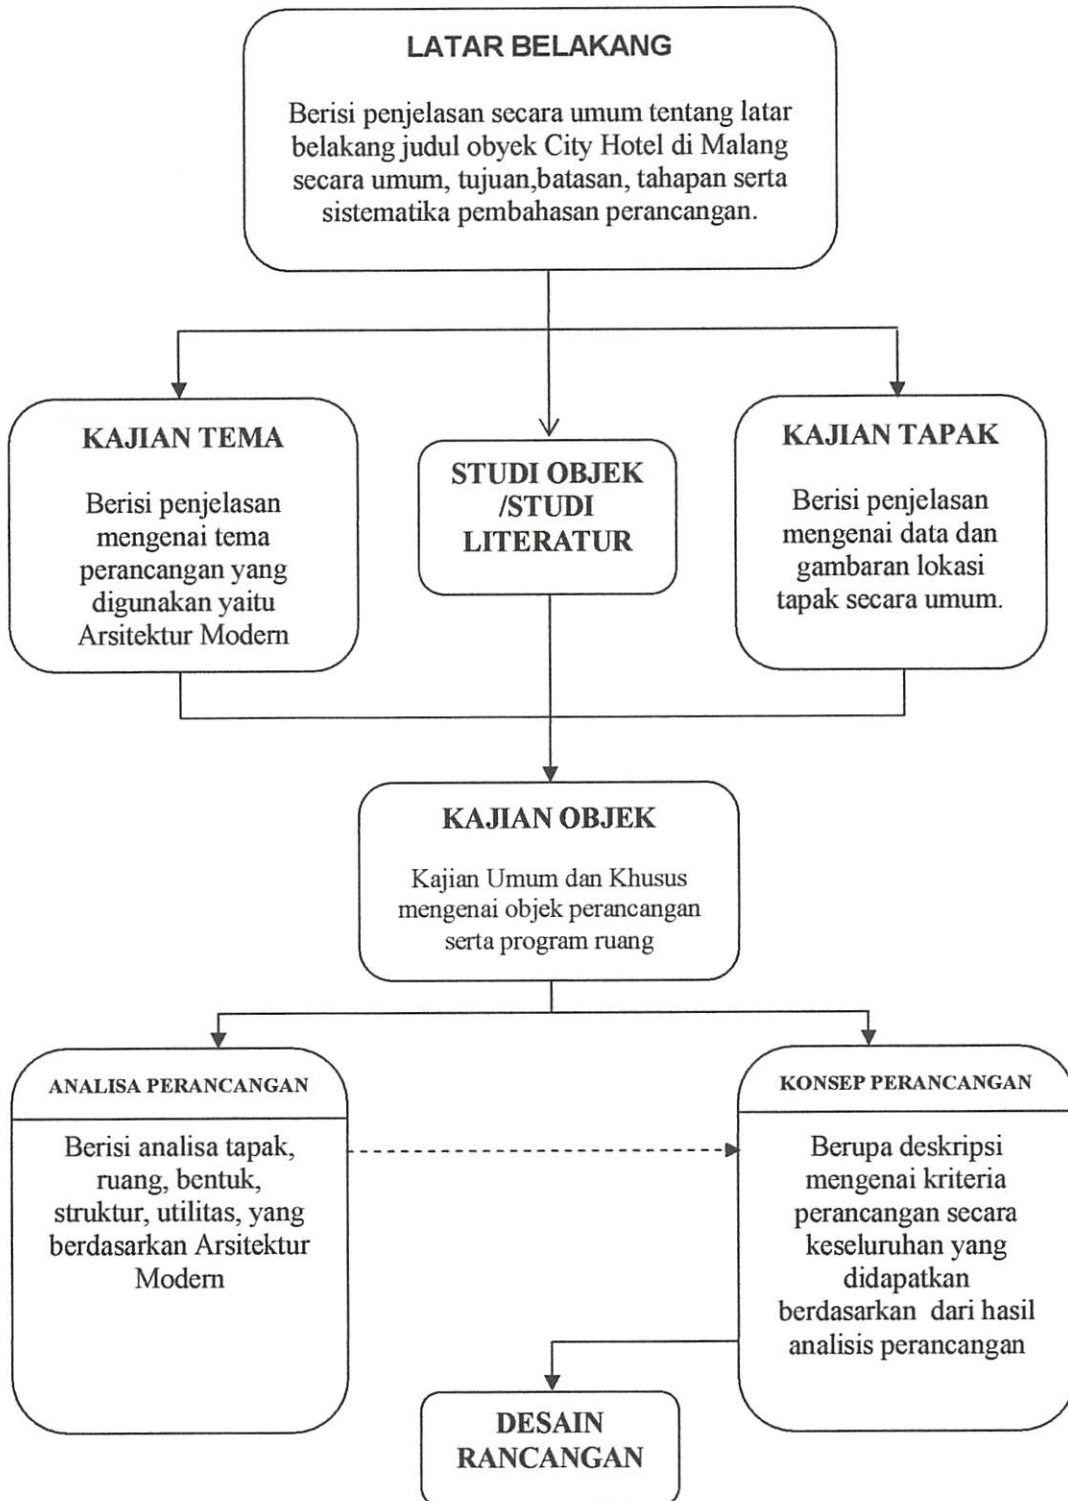 LATAR BELAKANG
Berisi penjelasan secara umum tentang latar
belakang judul obyek City Hotel di Malang
secara umum, tujuan,batasan, tahapan serta
sistematika pembahasan perancangan.
KAJIAN TEMA
Berisi penjelasan
mengenai tema
perancangan yang
digunakan yaitu
Arsitektur Modern
STUDI OBJEK
/STUDI
LITERATUR
KAJIAN TAPAK
Berisi penjelasan
mengenai data dan
gambaran lokasi
tapak secara umum.
KAJIAN OBJEK
Kajian Umum dan Khusus
mengenai objek perancangan
serta program ruang
ANALISA PERANCANGAN
Berisi analisa tapak,
ruang, bentuk,
struktur, utilitas, yang
berdasarkan Arsitektur
Modern
KONSEP PERANCANGAN
Berupa deskripsi
mengenai kriteria
perancangan secara
keseluruhan yang
didapatkan
berdasarkan dari hasil
analisis perancangan
DESAIN
RANCANGAN